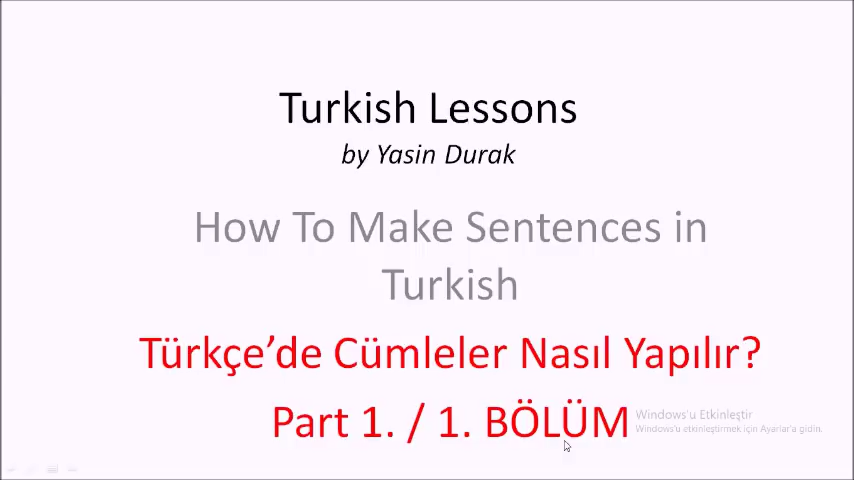 Turkish Lessons
by Yasin Durak
How To Make Sentences in
Turkish
Türkçe’de Cümleler Nasıl Yapılır?
Part 1. / 1. BÖLÜM
Windows'u Etkinleştir
Windows'u etkinleştirmek için Ayarlar'a gidin.